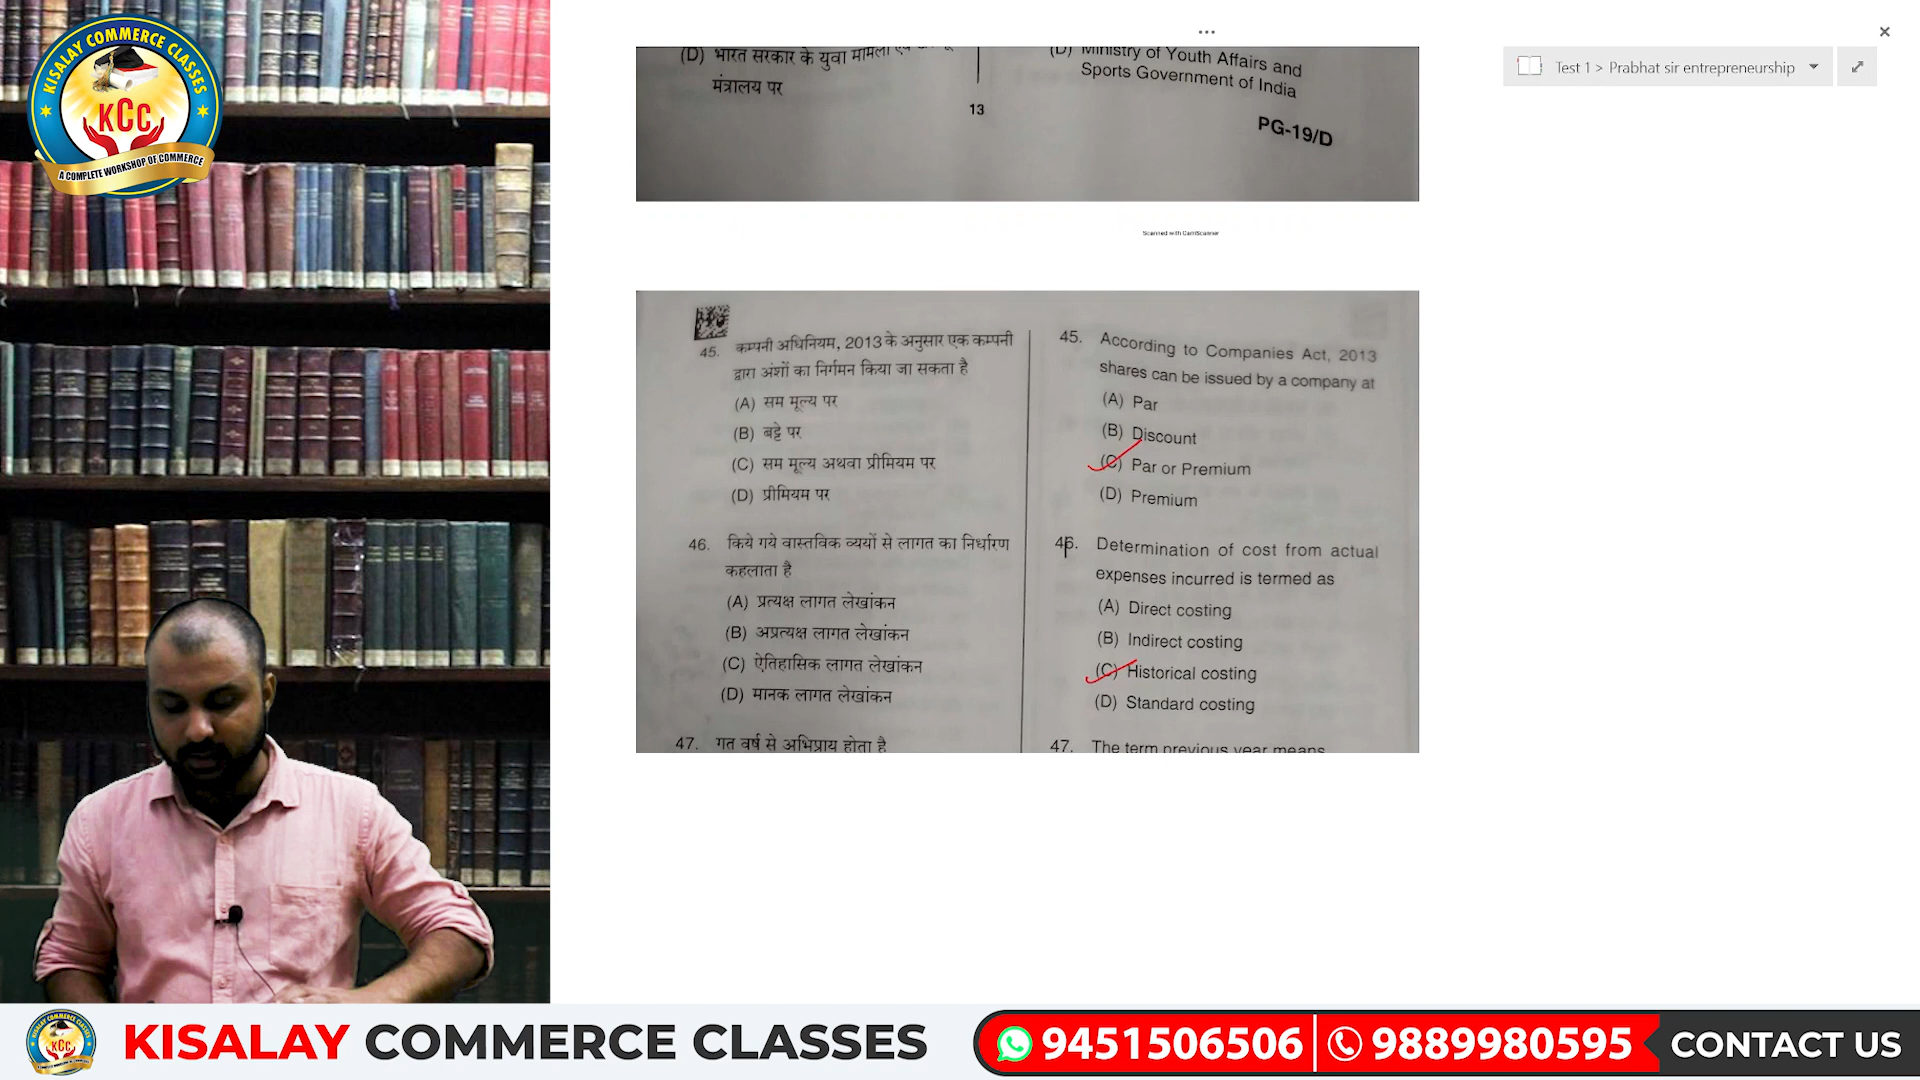 KISALAY COMMERCE CLASSES
KCC
A COMPLETE WORKSHOP OF COMMERCE
Test 1 > Prabhat sir entrepreneurship
(D) भारत सरकार के युवा
मंत्रालय पर
(D) Ministry of Youth Affairs and
Sports Government of India
13
PG-19/D
Scanned with CamScanner
45. कम्पनी अधिनियम, 2013 के अनुसार एक कम्पनी
द्वारा अंशों का निर्गमन किया जा सकता है
(A) सम मूल्य पर
(B) बट्टे पर
(C) सम मूल्य अथवा प्रीमियम पर
(D) प्रीमियम पर
46. किये गये वास्तविक व्ययों से लागत का निर्धारण
कहलाता है
(A) प्रत्यक्ष लागत लेखांकन
(B) अप्रत्यक्ष लागत लेखांकन
(C) ऐतिहासिक लागत लेखांकन
(D) मानक लागत लेखांकन
47. गत वर्ष से अभिप्राय होता है
45. According to Companies Act, 2013
shares can be issued by a company at
(A) Par
(B) Discount
(C) Par or Premium
(D) Premium
46. Determination of cost from actual
expenses incurred is termed as
(A) Direct costing
(B) Indirect costing
(C) Historical costing
(D) Standard costing
47. The term previous year means
KISALAY COMMERCE CLASSES
9451506506
9889980595
CONTACT US